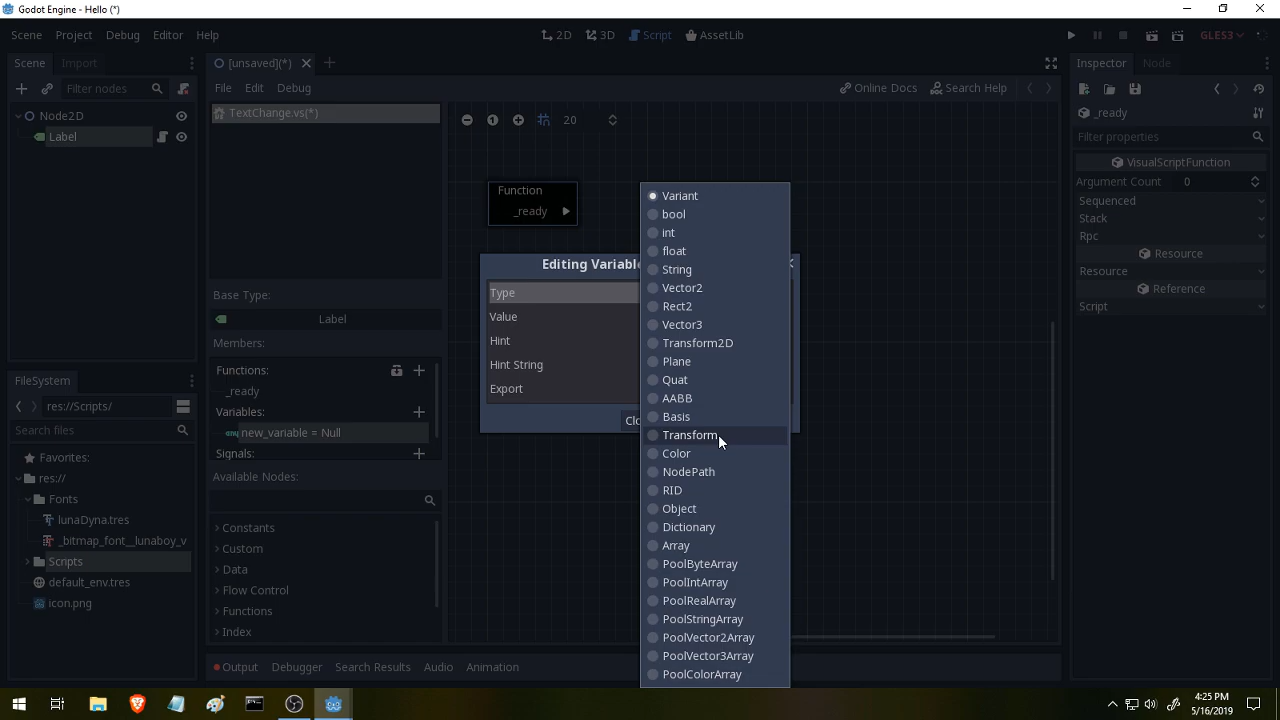 Godot Engine - Hello (*)
Scene Project Debug Editor Help
2D 3D Script AssetLib
GLES3
Scene Import
Filter nodes
Node2D
Label
FileSystem
res://Scripts/
Search files
Favorites:
res://
Fonts
lunaDyna.tres
_bitmap_font__lunaboy_v
Scripts
default_env.tres
icon.png
[unsaved](*)
File Edit Debug
Online Docs Search Help
TextChange.vs(*)
Base Type:
Label
Members:
Functions:
_ready
Variables:
new_variable = Null
Signals:
Available Nodes:
Constants
Custom
Data
Flow Control
Functions
Index
1 20
Function
_ready
Editing Variable
Type
Value
Hint
Hint String
Export
Clo
Variant
bool
int
float
String
Vector2
Rect2
Vector3
Transform2D
Plane
Quat
AABB
Basis
Transform
Color
NodePath
RID
Object
Dictionary
Array
PoolByteArray
PoolIntArray
PoolRealArray
PoolStringArray
PoolVector2Array
PoolVector3Array
PoolColorArray
Inspector Node
_ready
Filter properties
VisualScriptFunction
Argument Count 0
Sequenced
Stack
Rpc
Resource
Resource
Reference
Script
Output Debugger Search Results Audio Animation
4:25 PM
5/16/2019